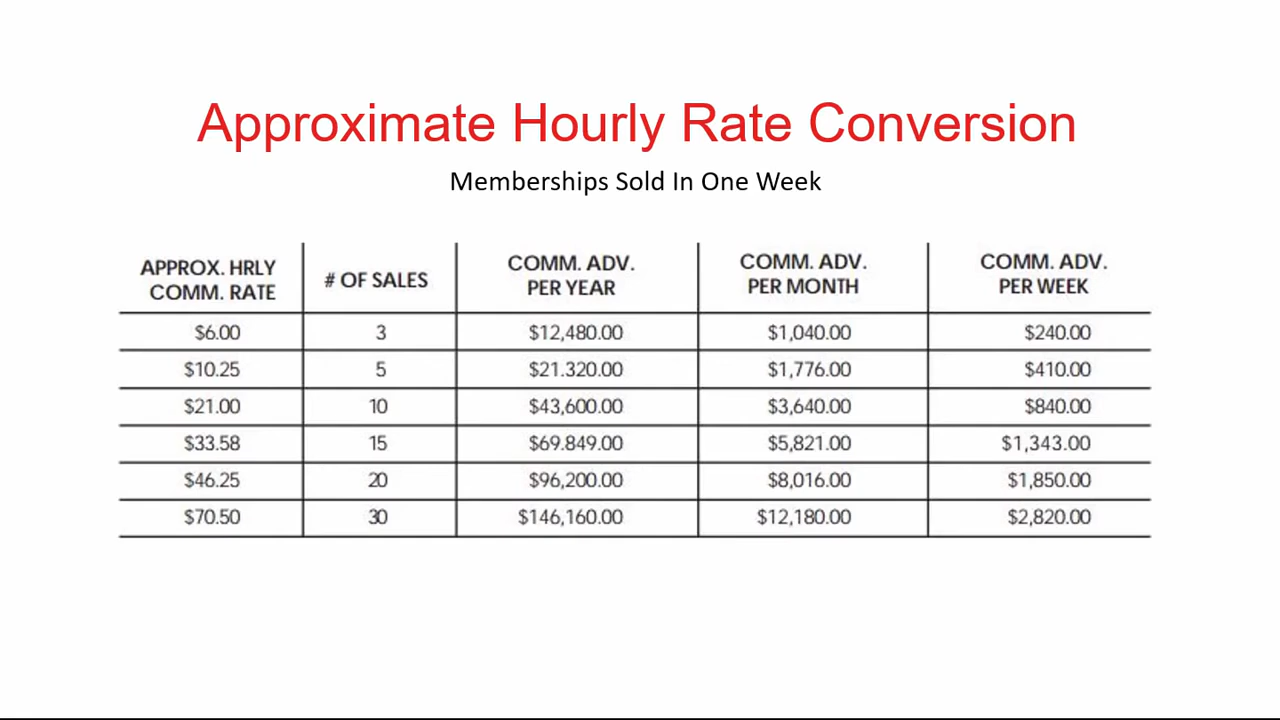 Approximate Hourly Rate Conversion
Memberships Sold In One Week
APPROX. HRLY COMM. RATE # OF SALES COMM. ADV. PER YEAR COMM. ADV. PER MONTH COMM. ADV. PER WEEK
$6.00 3 $12,480.00 $1,040.00 $240.00
$10.25 5 $21.320.00 $1,776.00 $410.00
$21.00 10 $43,600.00 $3,640.00 $840.00
$33.58 15 $69.849.00 $5,821.00 $1,343.00
$46.25 20 $96,200.00 $8,016.00 $1,850.00
$70.50 30 $146,160.00 $12,180.00 $2,820.00